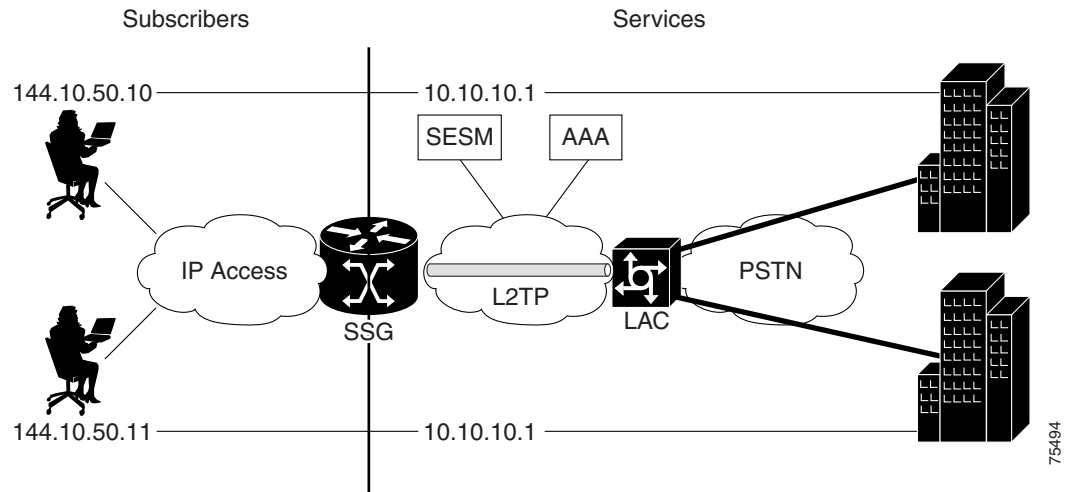 Subscribers
Services
144.10.50.10
10.10.10.1
SESM
AAA
IP Access
SSG
L2TP
LAC
PSTN
144.10.50.11
10.10.10.1
75494